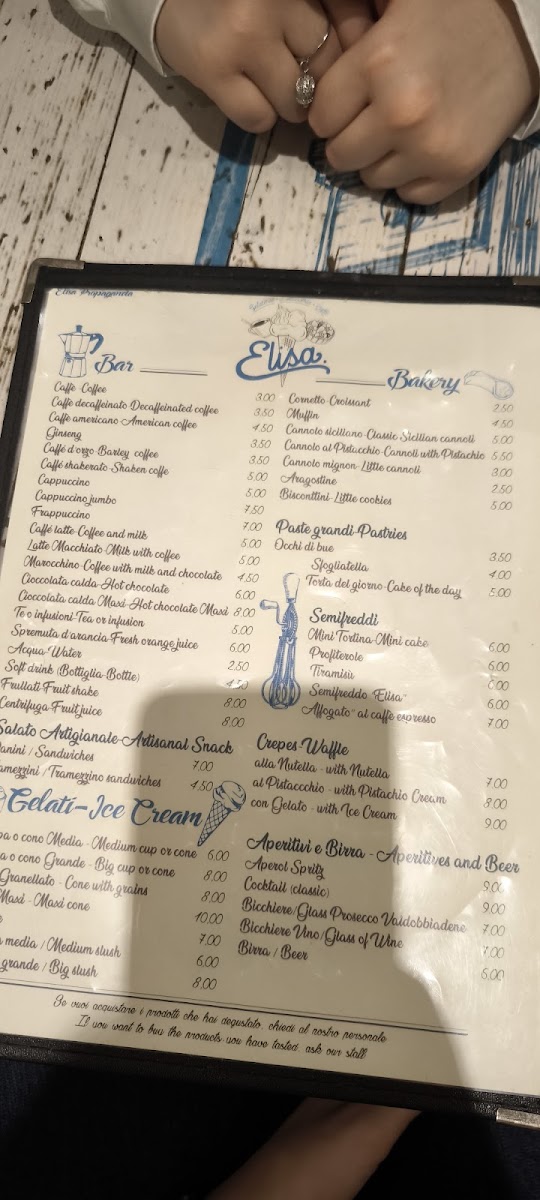 Elisa Propaganda
Elisa.
Bar
Caffè Coffee 3.00
Caffè decaffeinato Decaffeinated coffee 3.50
Caffè americano American coffee 4.50
Ginseng 3.50
Caffè d'orzo Barley coffee 3.50
Caffè shakerato Shaken coffe 5.00
Cappuccino 5.00
Cappuccino jumbo 7.50
Frappuccino 7.00
Caffè latte Coffee and milk 5.00
Latte Macchiato Milk with coffee 5.00
Marocchino-Coffee with milk and chocolate 4.50
Cioccolata calda-Hot chocolate 6.00
Cioccolata calda Maxi-Hot chocolate Maxi 8.00
Te o infusioni-Tea or infusion 5.00
Spremuta d'arancia-Fresh orange juice 6.00
Acqua-Water 2.50
Soft drink (Bottiglia-Bottle) 4.50
Frullati Fruit shake 8.00
Centrifuga Fruit juice 8.00
Salato Artigianale-Artisanal Snack
Panini / Sandwiches 7.00
Tramezzini / Tramezzino sandwiches 4.50
Gelati-Ice Cream
o cono Media - Medium cup or cone 6.00
o cono Grande - Big cup or cone 8.00
Granellato - Cone with grains 8.00
Maxi - Maxi cone 10.00
7.00
media / Medium slush 6.00
grande / Big slush 8.00
Bakery
Cornetto Croissant 2.50
Muffin 4.50
Cannolo siciliano-Classic Sicilian cannoli 5.00
Cannolo al Pistacchio-Cannoli with Pistachio 5.50
Cannolo mignon-Little cannoli 3.00
Aragostine 2.50
Bisconttini-Little cookies 5.00
Paste grandi-Pastries
Occhi di bue 3.50
Sfogliatella 4.00
Torta del giorno-Cake of the day 5.00
Semifreddi
Mini Tortina-Mini cake 6.00
Profiterole 6.00
Tiramisù 6.00
Semifreddo "Elisa" 6.00
"Affogato" al caffè espresso 7.00
Crepes-Waffle
alla Nutella - with Nutella 7.00
al Pistaccchio - with Pistachio Cream 8.00
con Gelato - with Ice Cream 9.00
Aperitivi e Birra - Aperitives and Beer
Aperol Spritz 9.00
Cocktail (classic) 9.00
Bicchiere/Glass Prosecco Valdobbiadene 7.00
Bicchiere Vino/Glass of Wine 7.00
Birra / Beer 6.00
Se vuoi acquistare i prodotti che hai degustato, chiedi al nostro personale
If you want to buy the products you have tested, ask our staff